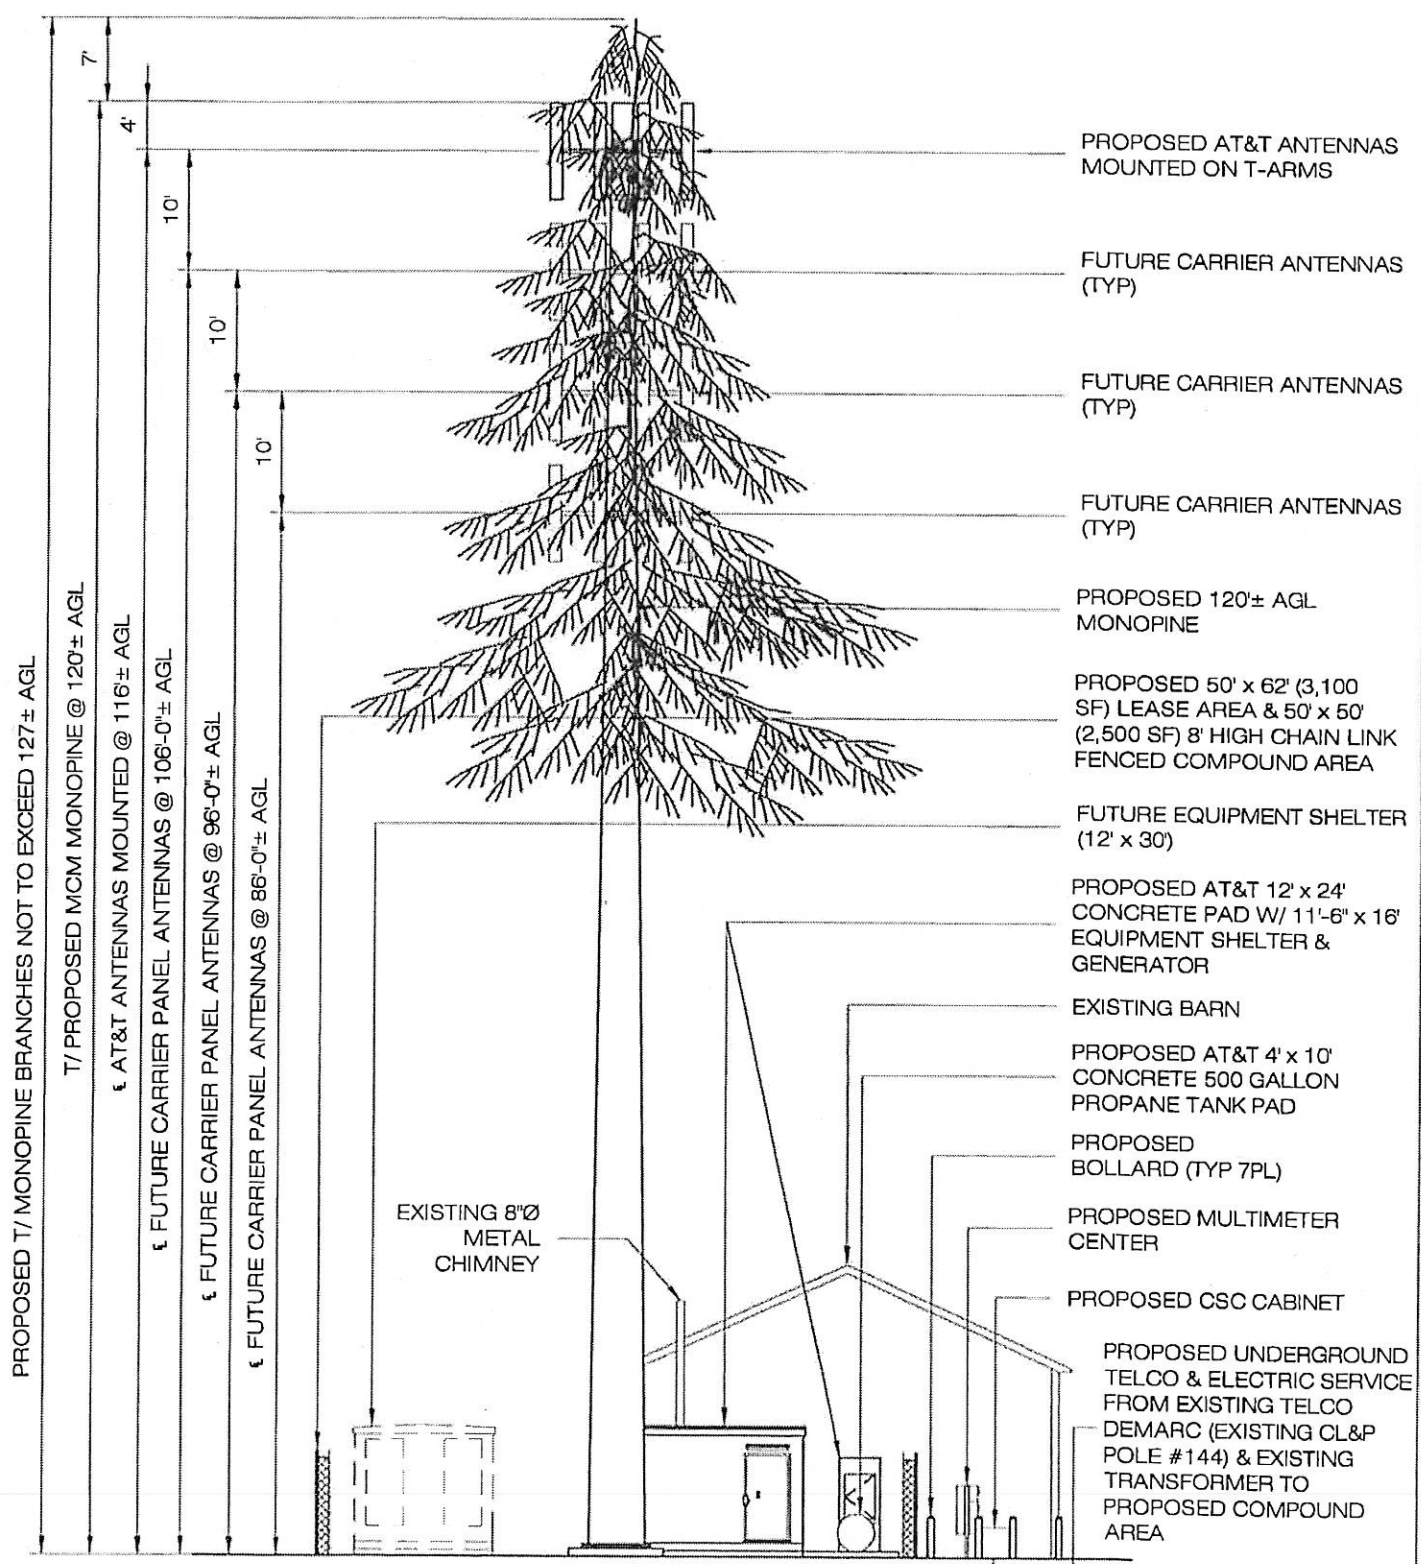 7'
4'
10'
10'
10'
PROPOSED T/ MONOPINE BRANCHES NOT TO EXCEED 127± AGL
T/ PROPOSED MCM MONOPINE @ 120'± AGL
℄ AT&T ANTENNAS MOUNTED @ 116'± AGL
℄ FUTURE CARRIER PANEL ANTENNAS @ 106'-0"± AGL
℄ FUTURE CARRIER PANEL ANTENNAS @ 96'-0"± AGL
℄ FUTURE CARRIER PANEL ANTENNAS @ 86'-0"± AGL
EXISTING 8"Ø
METAL
CHIMNEY
PROPOSED AT&T ANTENNAS
MOUNTED ON T-ARMS
FUTURE CARRIER ANTENNAS
(TYP)
FUTURE CARRIER ANTENNAS
(TYP)
FUTURE CARRIER ANTENNAS
(TYP)
PROPOSED 120'± AGL
MONOPINE
PROPOSED 50' x 62' (3,100
SF) LEASE AREA & 50' x 50'
(2,500 SF) 8' HIGH CHAIN LINK
FENCED COMPOUND AREA
FUTURE EQUIPMENT SHELTER
(12' x 30')
PROPOSED AT&T 12' x 24'
CONCRETE PAD W/ 11'-6" x 16'
EQUIPMENT SHELTER &
GENERATOR
EXISTING BARN
PROPOSED AT&T 4' x 10'
CONCRETE 500 GALLON
PROPANE TANK PAD
PROPOSED
BOLLARD (TYP 7PL)
PROPOSED MULTIMETER
CENTER
PROPOSED CSC CABINET
PROPOSED UNDERGROUND
TELCO & ELECTRIC SERVICE
FROM EXISTING TELCO
DEMARC (EXISTING CL&P
POLE #144) & EXISTING
TRANSFORMER TO
PROPOSED COMPOUND
AREA